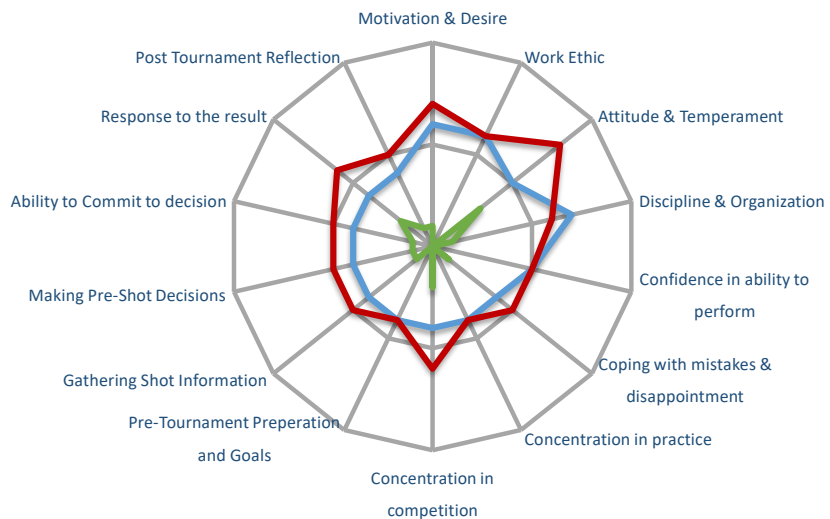 Motivation & Desire
Work Ethic
Attitude & Temperament
Discipline & Organization
Confidence in ability to
perform
Coping with mistakes &
disappointment
Concentration in practice
Concentration in
competition
Pre-Tournament Preparation
and Goals
Gathering Shot Information
Making Pre-Shot Decisions
Ability to Commit to decision
Response to the result
Post Tournament Reflection